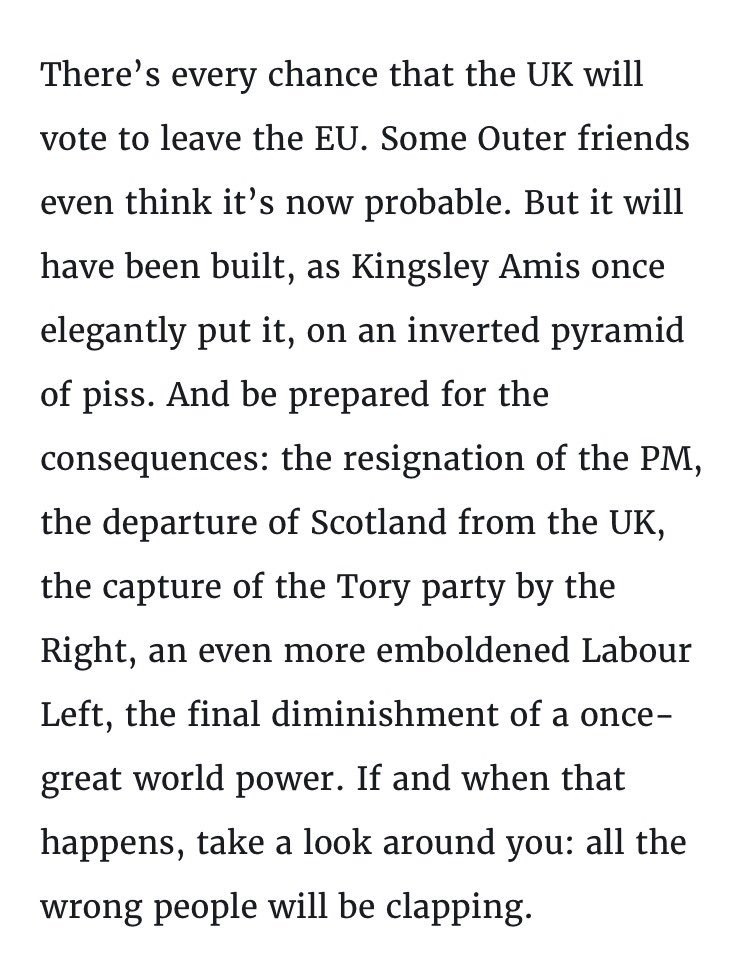 There’s every chance that the UK will
vote to leave the EU. Some Outer friends
even think it’s now probable. But it will
have been built, as Kingsley Amis once
elegantly put it, on an inverted pyramid
of piss. And be prepared for the
consequences: the resignation of the PM,
the departure of Scotland from the UK,
the capture of the Tory party by the
Right, an even more emboldened Labour
Left, the final diminishment of a once-
great world power. If and when that
happens, take a look around you: all the
wrong people will be clapping.